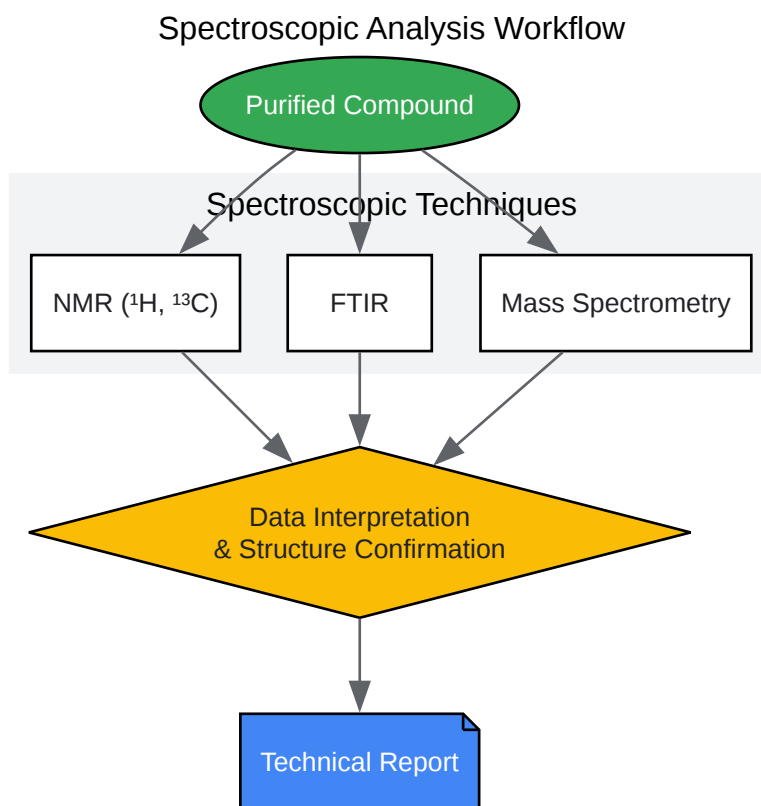 Spectroscopic Analysis Workflow
Purified Compound
Spectroscopic Techniques
NMR (¹H, ¹³C)
FTIR
Mass Spectrometry
Data Interpretation
& Structure Confirmation
Technical Report